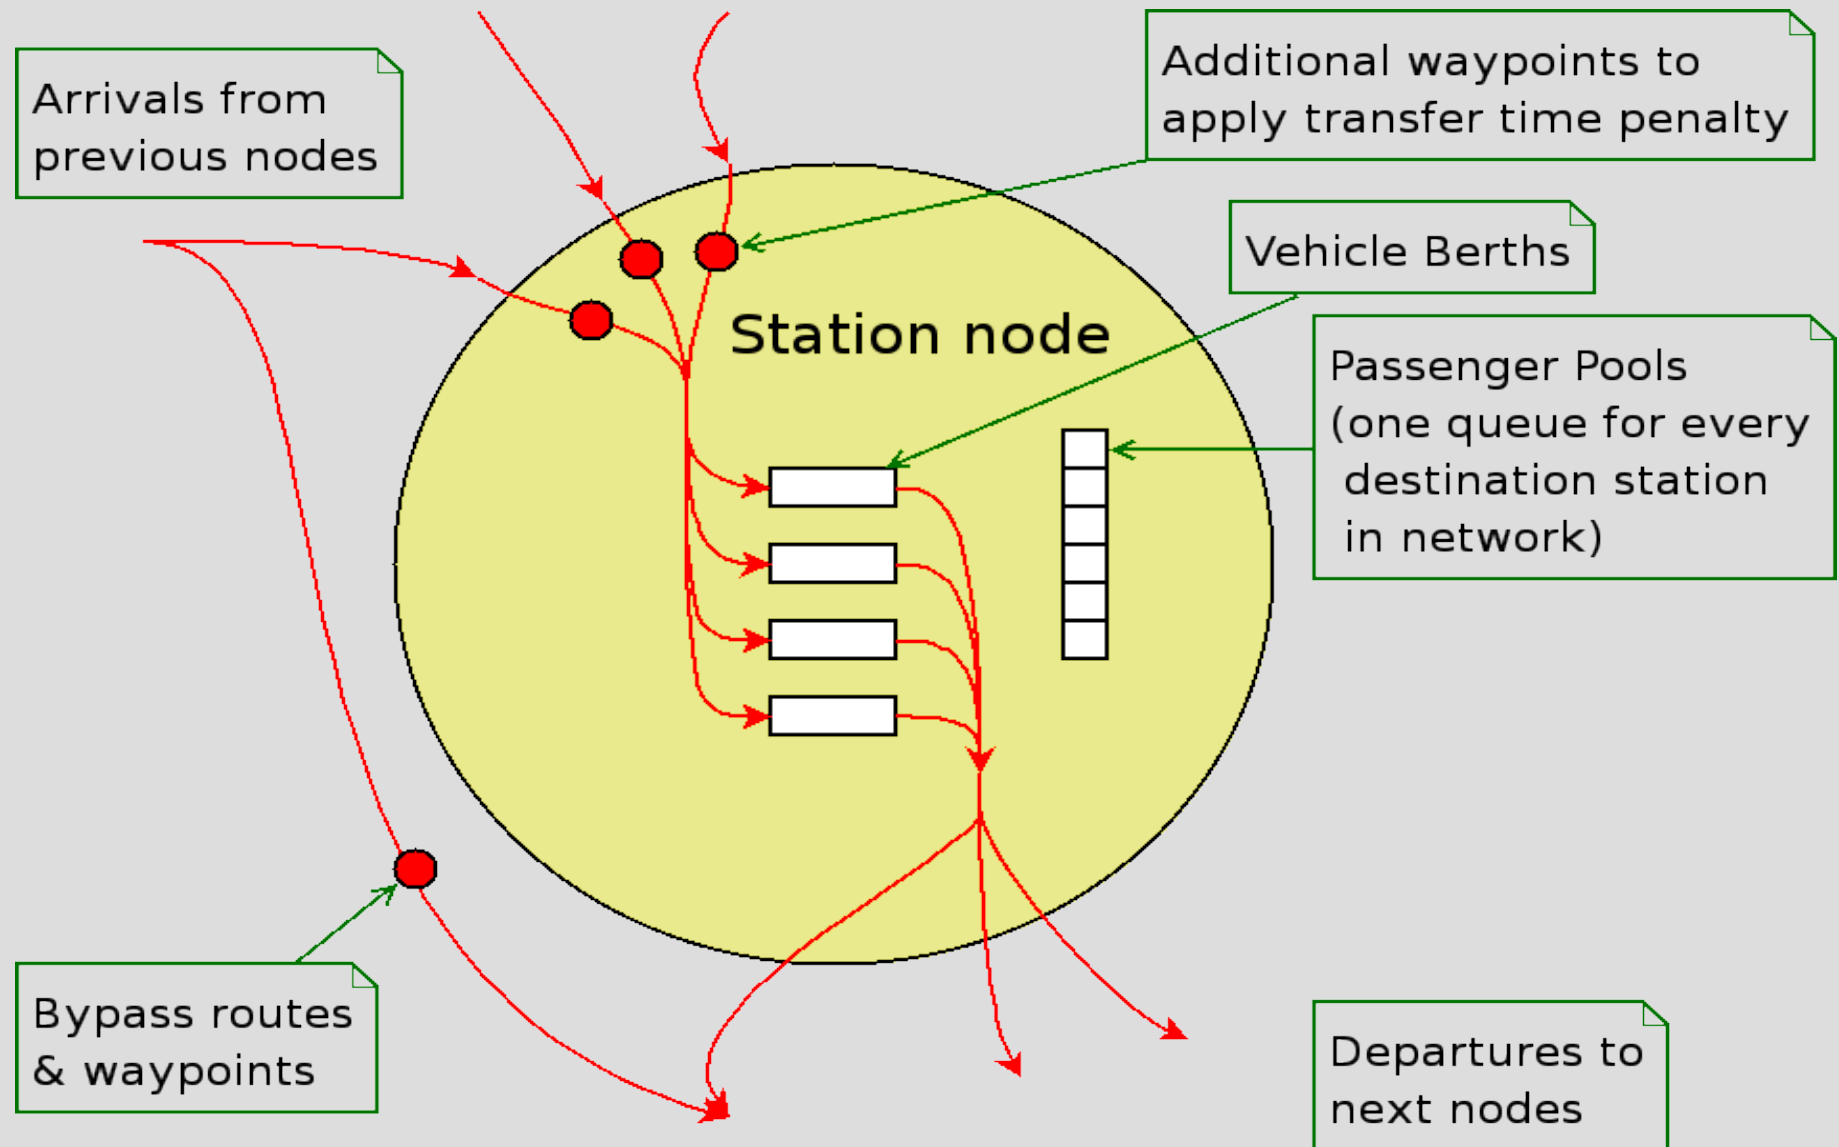 Arrivals from
previous nodes
Additional waypoints to
apply transfer time penalty
Vehicle Berths
Station node
Passenger Pools
(one queue for every
destination station
in network)
Bypass routes
& waypoints
Departures to
next nodes